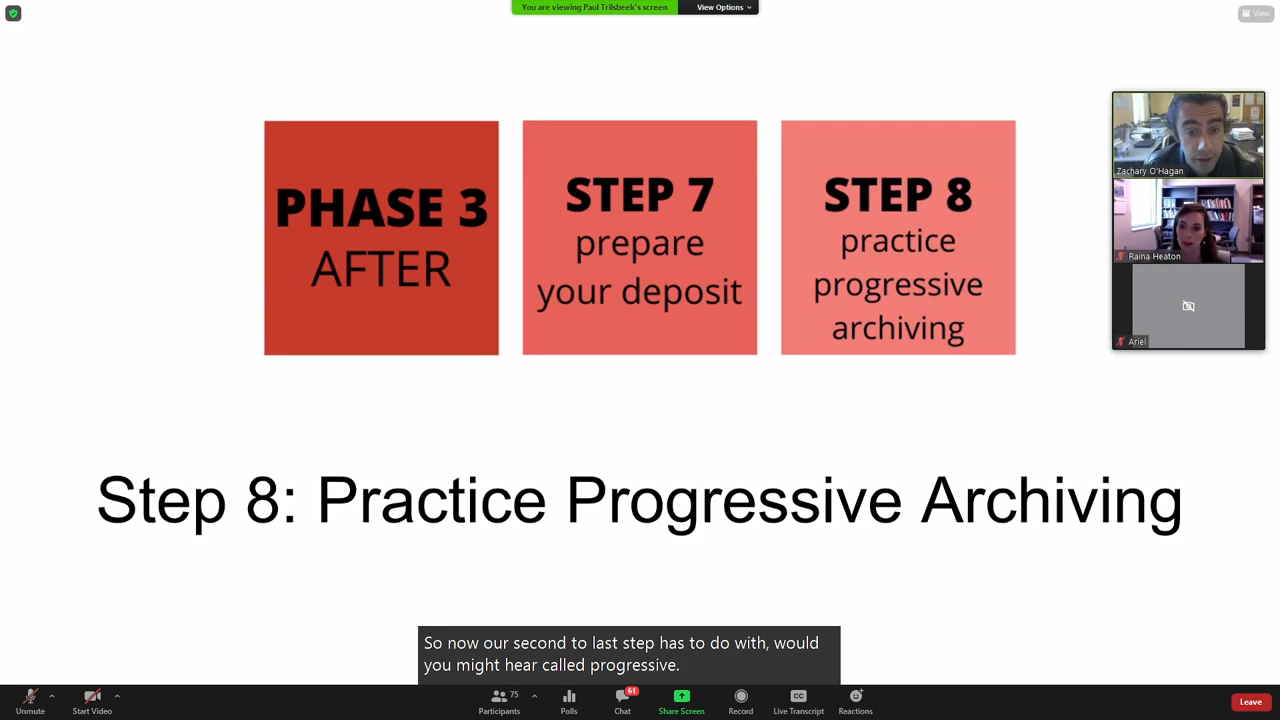 You are viewing Paul Trilsbeek's screen
View Options
View
PHASE 3
AFTER
STEP 7
prepare
your deposit
STEP 8
practice
progressive
archiving
Zachary O'Hagan
Raina Heaton
Ariel
Step 8: Practice Progressive Archiving
So now our second to last step has to do with, would
you might hear called progressive.
Unmute
Start Video
75
Participants
Polls
61
Chat
Share Screen
Record
CC
Live Transcript
Reactions
Leave